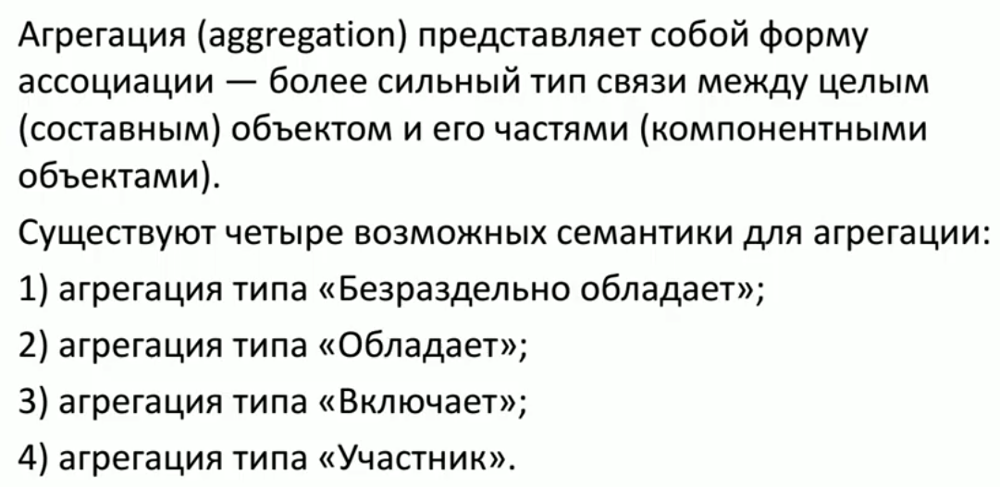 Агрегация (aggregation) представляет собой форму
ассоциации — более сильный тип связи между целым
(составным) объектом и его частями (компонентными
объектами).
Существуют четыре возможных семантики для агрегации:
1) агрегация типа «Безраздельно обладает»;
2) агрегация типа «Обладает»;
3) агрегация типа «Включает»;
4) агрегация типа «Участник».